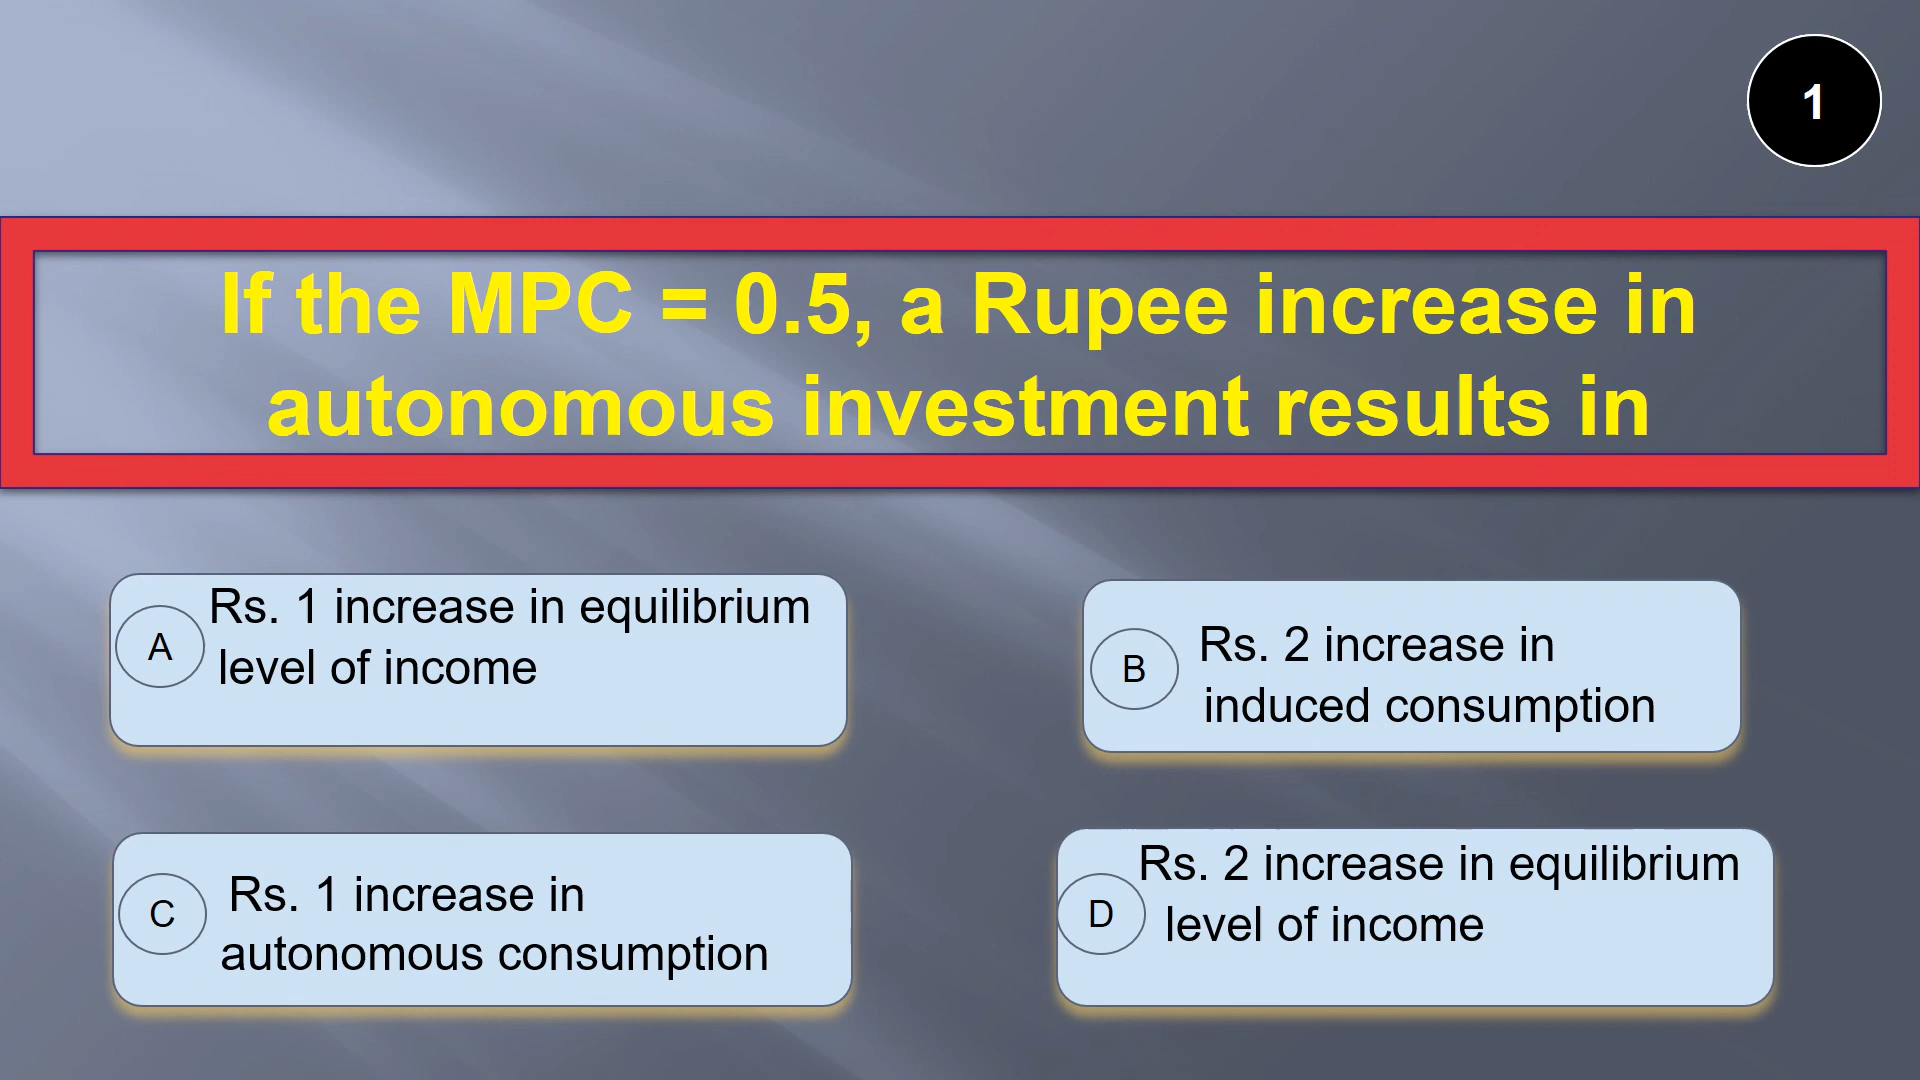 1
If the MPC = 0.5, a Rupee increase in
autonomous investment results in
A
Rs. 1 increase in equilibrium
level of income
B
Rs. 2 increase in
induced consumption
C
Rs. 1 increase in
autonomous consumption
D
Rs. 2 increase in equilibrium
level of income